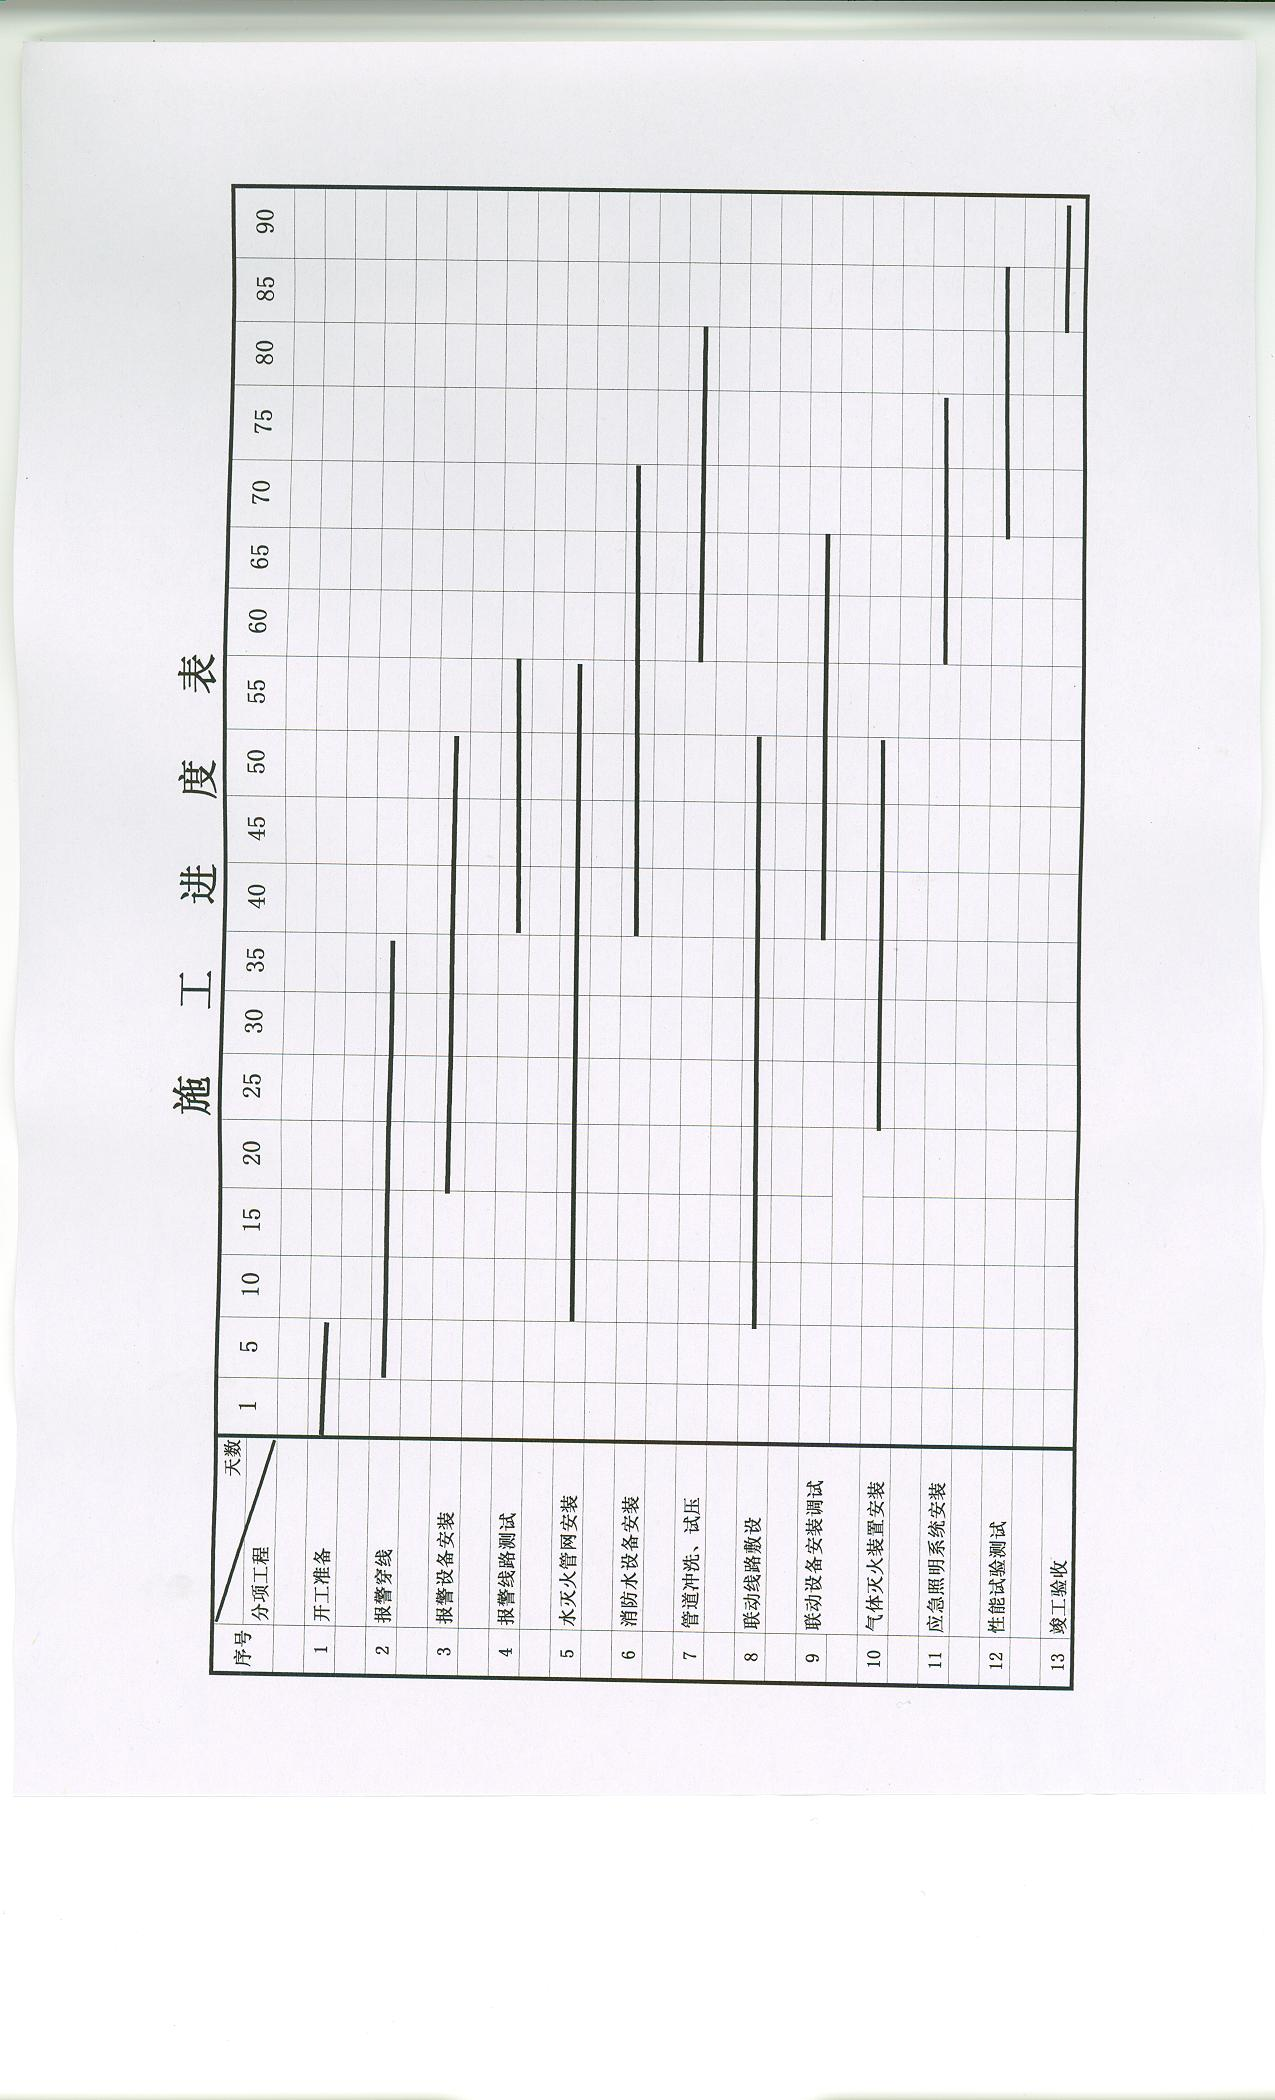 施 工 进 度 表
天数
序号 分项工程 1 5 10 15 20 25 30 35 40 45 50 55 60 65 70 75 80 85 90
1 开工准备
2 报警穿线
3 报警设备安装
4 报警线路测试
5 水灭火管网安装
6 消防水设备安装
7 管道冲洗、试压
8 联动线路敷设
9 联动设备安装调试
10 气体灭火装置安装
11 应急照明系统安装
12 性能试验测试
13 竣工验收